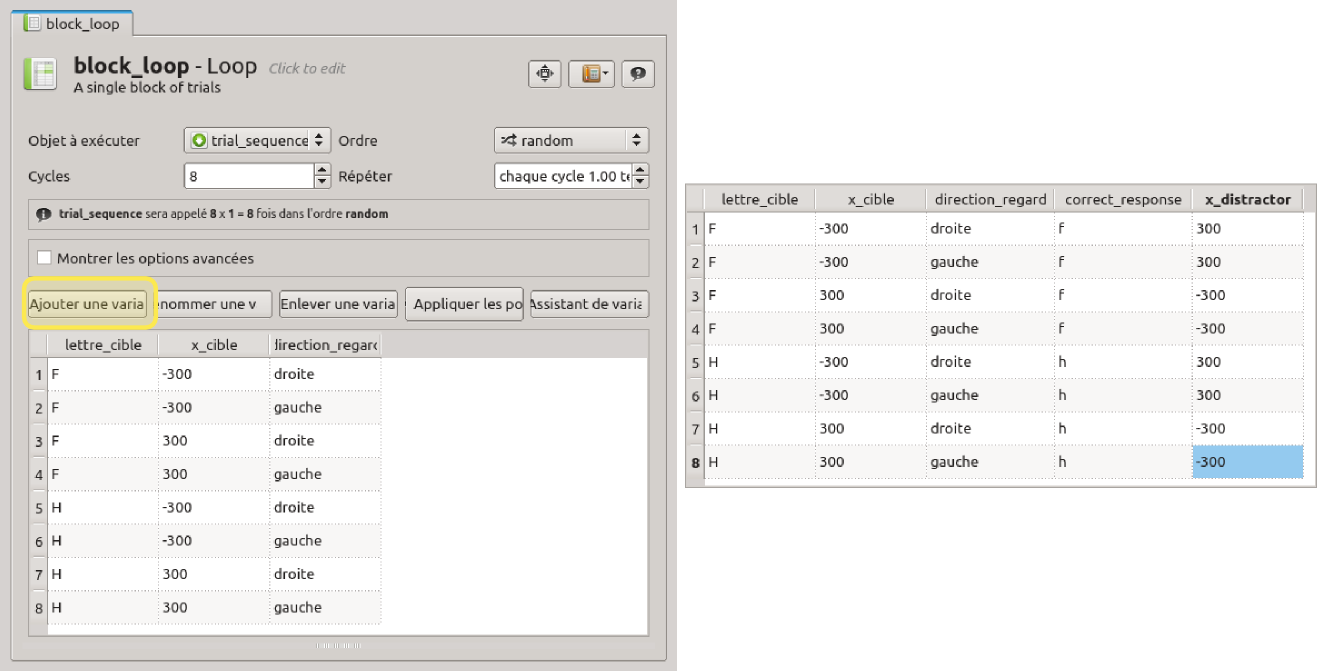 block_loop
block_loop - Loop Click to edit
A single block of trials
Objet à exécuter trial_sequence Ordre random
Cycles 8 Répéter chaque cycle 1.00 te
trial_sequence sera appelé 8 x 1 = 8 fois dans l'ordre random
Montrer les options avancées
Ajouter une varia enommer une v Enlever une varia Appliquer les po Assistant de varia
lettre_cible x_cible direction_regard
1 F -300 droite
2 F -300 gauche
3 F 300 droite
4 F 300 gauche
5 H -300 droite
6 H -300 gauche
7 H 300 droite
8 H 300 gauche
lettre_cible x_cible direction_regard correct_response x_distractor
1 F -300 droite f 300
2 F -300 gauche f 300
3 F 300 droite f -300
4 F 300 gauche f -300
5 H -300 droite h 300
6 H -300 gauche h 300
7 H 300 droite h -300
8 H 300 gauche h -300